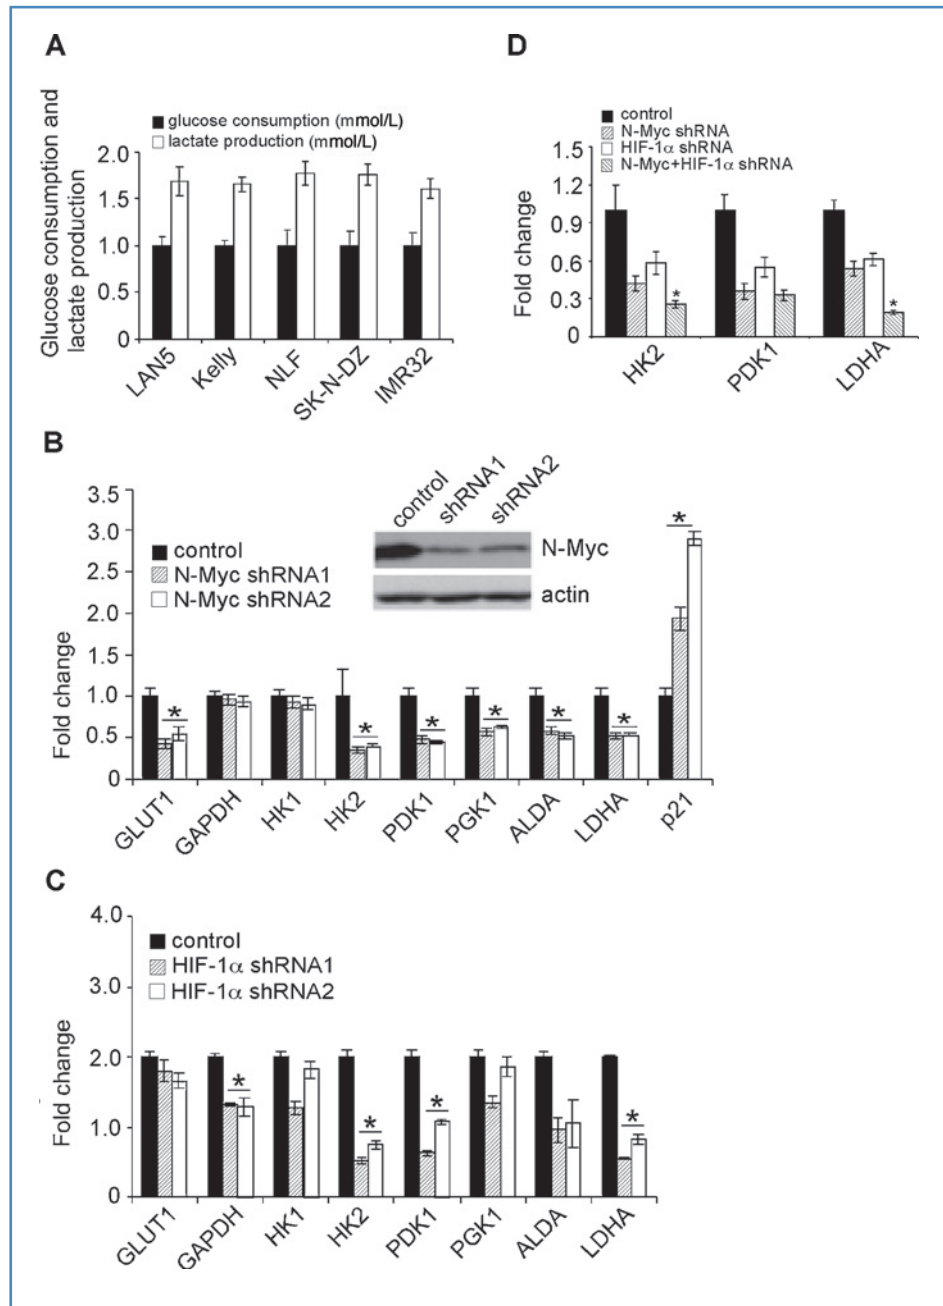 A
Glucose consumption and
lactate production
glucose consumption (mmol/L)
lactate production (mmol/L)
2.0
1.5
1.0
0.5
0
LAN5
Kelly
NLF
SK-N-DZ
IMR32
D
control
N-Myc shRNA
HIF-1α shRNA
N-Myc+HIF-1α shRNA
Fold change
1.5
1.2
0.9
0.6
0.3
0
*
*
HK2
PDK1
LDHA
B
Fold change
3.5
3.0
2.5
2.0
1.5
1.0
0.5
0
control
N-Myc shRNA1
N-Myc shRNA2
control
shRNA1
shRNA2
N-Myc
actin
*
*
*
*
*
*
*
GLUT1
GAPDH
HK1
HK2
PDK1
PGK1
ALDA
LDHA
p21
C
Fold change
4.0
3.0
2.0
1.0
0
control
HIF-1α shRNA1
HIF-1α shRNA2
*
*
*
*
GLUT1
GAPDH
HK1
HK2
PDK1
PGK1
ALDA
LDHA